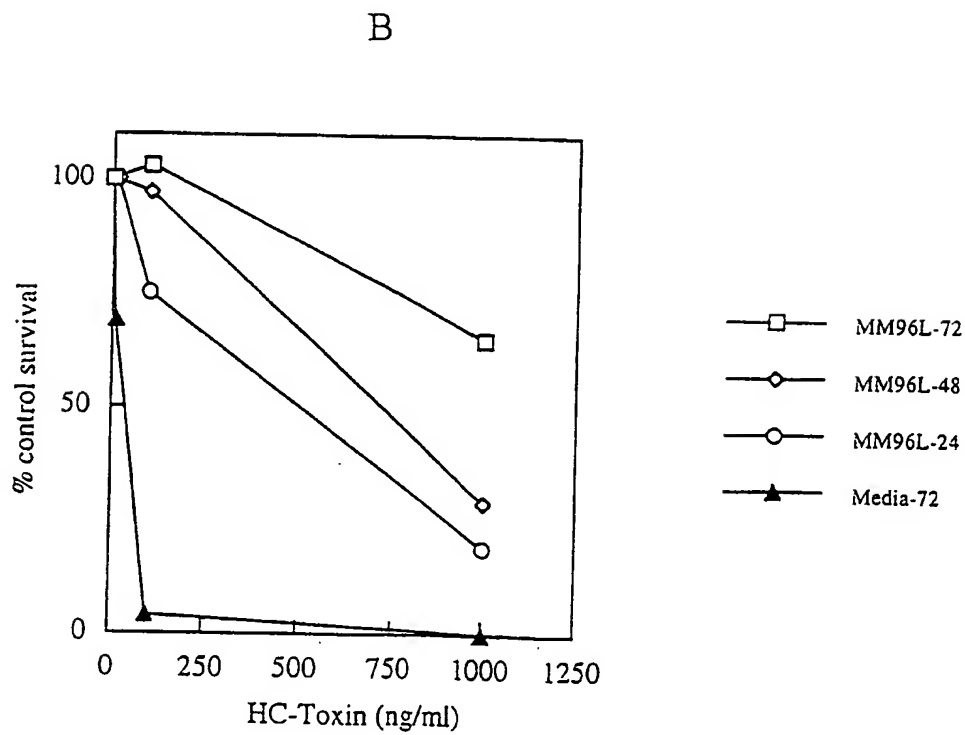 B
% control survival
100
50
0
0 250 500 750 1000 1250
HC-Toxin (ng/ml)
MM96L-72
MM96L-48
MM96L-24
Media-72